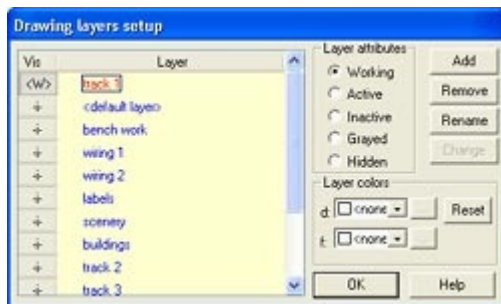 Drawing layers setup
Vis Layer
<W> track 1
+ <default layer>
+ bench work
+ wiring 1
+ wiring 2
+ labels
+ scenery
+ buildings
+ track 2
+ track 3
Layer attributes
Working
Active
Inactive
Grayed
Hidden
Add
Remove
Rename
Change
Layer colors
d: <none
f: <none
Reset
OK
Help